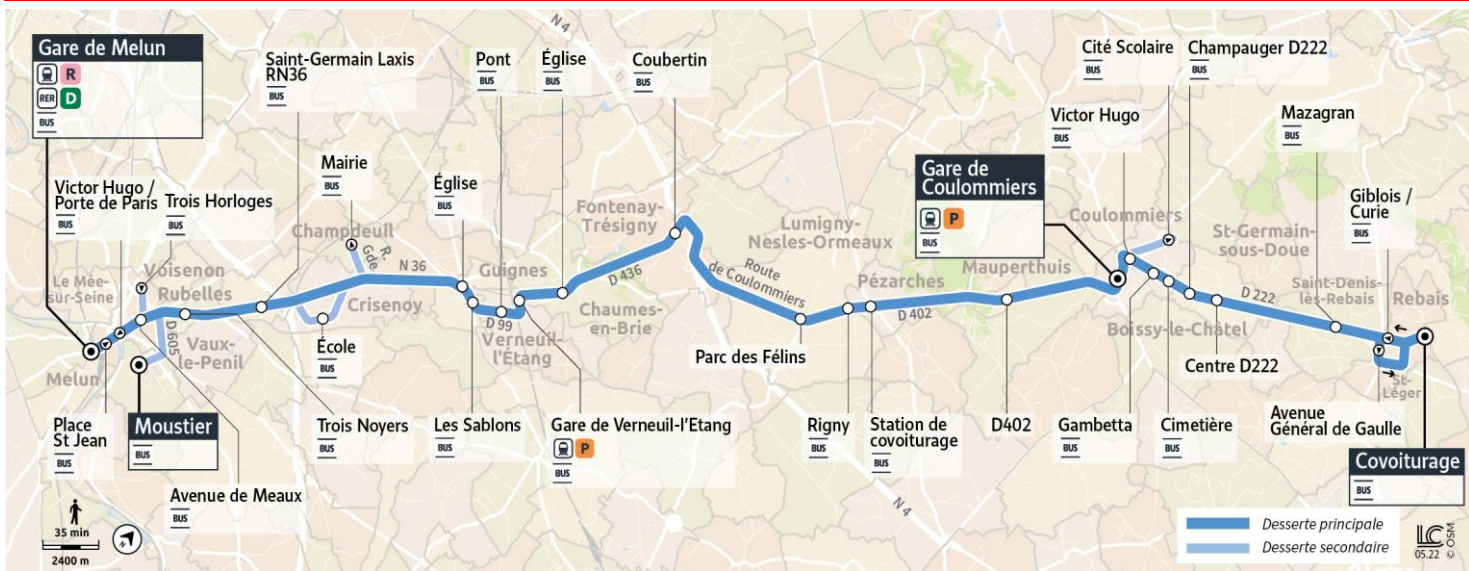 Gare de Melun
R
RER D
BUS
Saint-Germain Laxis
RN36
BUS
Pont
BUS
Église
BUS
Coubertin
BUS
N 4
Cité Scolaire
BUS
Champauger D222
BUS
Victor Hugo
BUS
Mazagran
BUS
Mairie
BUS
Église
BUS
Gare de
Coulommiers
P
BUS
Victor Hugo /
Porte de Paris
BUS
Trois Horloges
BUS
Giblois /
Curie
BUS
Champdeuil
R.
Gde
Fontenay-
Trésigny
Lumigny-
Nesles-Ormeaux
Coulommiers
St-Germain-
sous-Doue
Le Mée-
sur-Seine
Voisenon
Rubelles
N 36
Guignes
D 436
Route
de Coulommiers
Pézarches
Mauperthuis
D 222
Saint-Denis-
lès-Rebais
Rebais
Crisenoy
D 605
Vaux-
le-Penil
D 99
Verneuil-
l'Étang
Chaumes-
en-Brie
D 402
Boissy-le-Châtel
Melun
École
BUS
Parc des Félins
Centre D222
St-
Léger
Place
St Jean
BUS
Moustier
BUS
Trois Noyers
BUS
Les Sablons
BUS
Gare de Verneuil-l'Etang
P
BUS
Rigny
BUS
Station de
covoiturage
BUS
D402
Gambetta
BUS
Cimetière
BUS
Avenue
Général de Gaulle
BUS
Covoiturage
BUS
Avenue de Meaux
BUS
N 4
35 min
2400 m
N
Desserte principale
Desserte secondaire
LC
05.22
© OSM